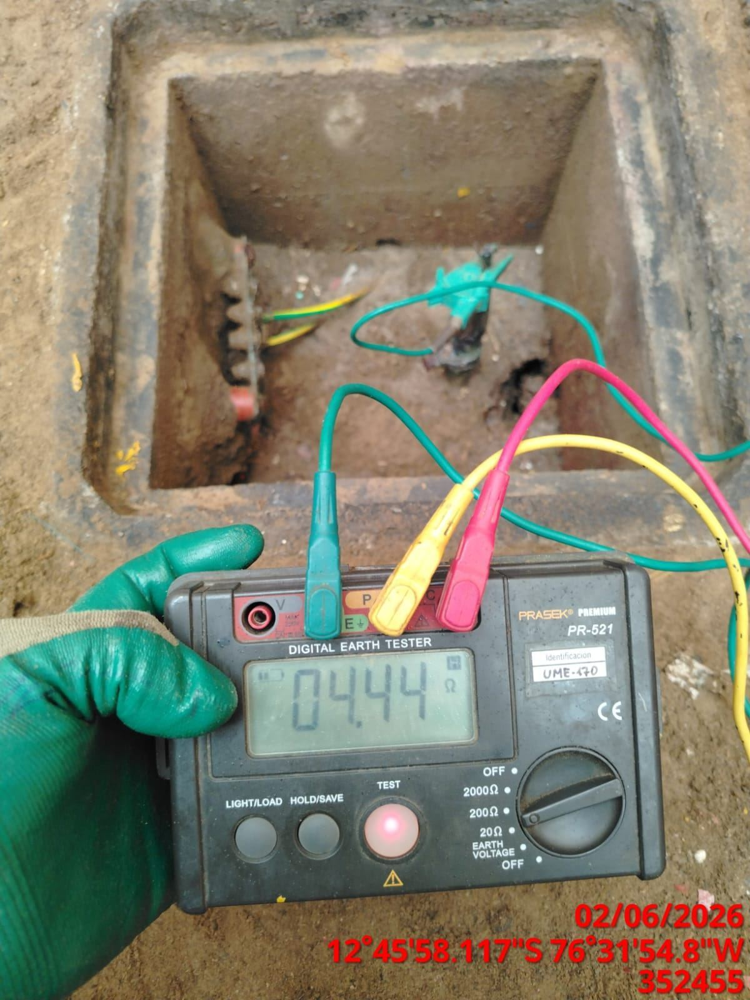 V
P
C
E
PRASEK® PREMIUM
PR-521
DIGITAL EARTH TESTER
Identificación
UME-170
H
04.44
Ω
CE
OFF
2000Ω
200Ω
20Ω
EARTH
VOLTAGE
OFF
TEST
LIGHT/LOAD HOLD/SAVE
02/06/2026
12°45'58.117"S 76°31'54.8"W
352455